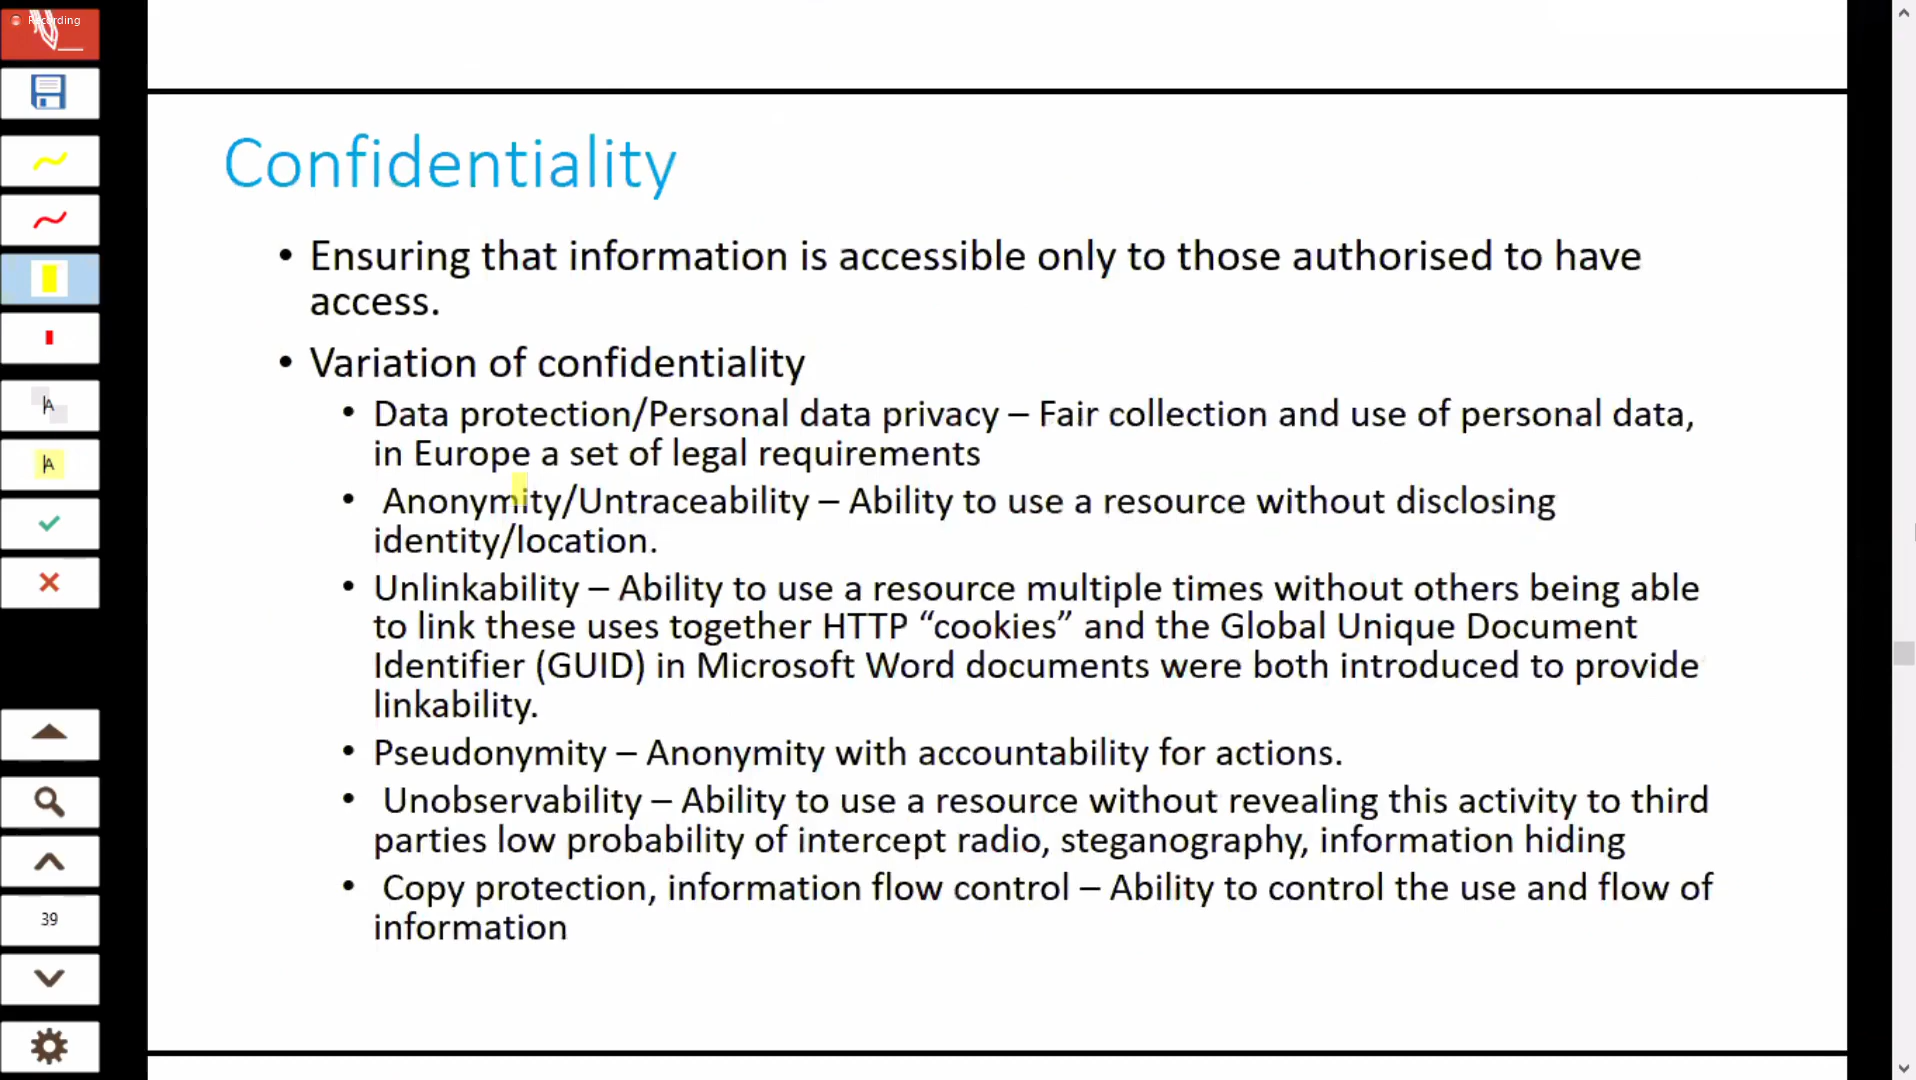 Recording
Confidentiality
• Ensuring that information is accessible only to those authorised to have
access.
• Variation of confidentiality
• Data protection/Personal data privacy – Fair collection and use of personal data,
in Europe a set of legal requirements
• Anonymity/Untraceability – Ability to use a resource without disclosing
identity/location.
• Unlinkability – Ability to use a resource multiple times without others being able
to link these uses together HTTP “cookies” and the Global Unique Document
Identifier (GUID) in Microsoft Word documents were both introduced to provide
linkability.
• Pseudonymity – Anonymity with accountability for actions.
• Unobservability – Ability to use a resource without revealing this activity to third
parties low probability of intercept radio, steganography, information hiding
• Copy protection, information flow control – Ability to control the use and flow of
information
A
A
39